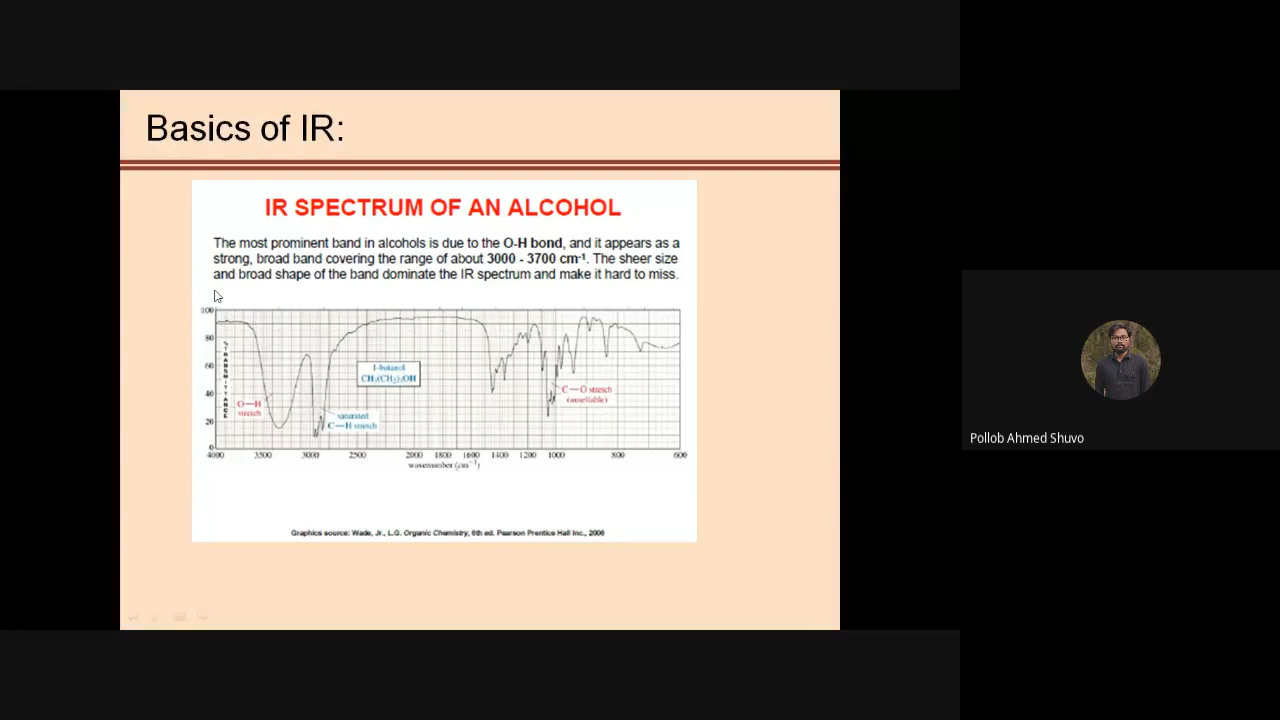 Basics of IR:
IR SPECTRUM OF AN ALCOHOL
The most prominent band in alcohols is due to the O-H bond, and it appears as a
strong, broad band covering the range of about 3000 - 3700 cm-1. The sheer size
and broad shape of the band dominate the IR spectrum and make it hard to miss.
100
80
60
40
20
0
TRANSMITTANCE
1-butanol
CH3(CH2)3OH
O—H
stretch
saturated
C—H stretch
C—O stretch
(unreliable)
4000 3500 3000 2500 2000 1800 1600 1400 1200 1000 800 600
wavenumber (cm-1)
Graphics source: Wade, Jr., L.G. Organic Chemistry, 6th ed. Pearson Prentice Hall Inc., 2006
Pollob Ahmed Shuvo